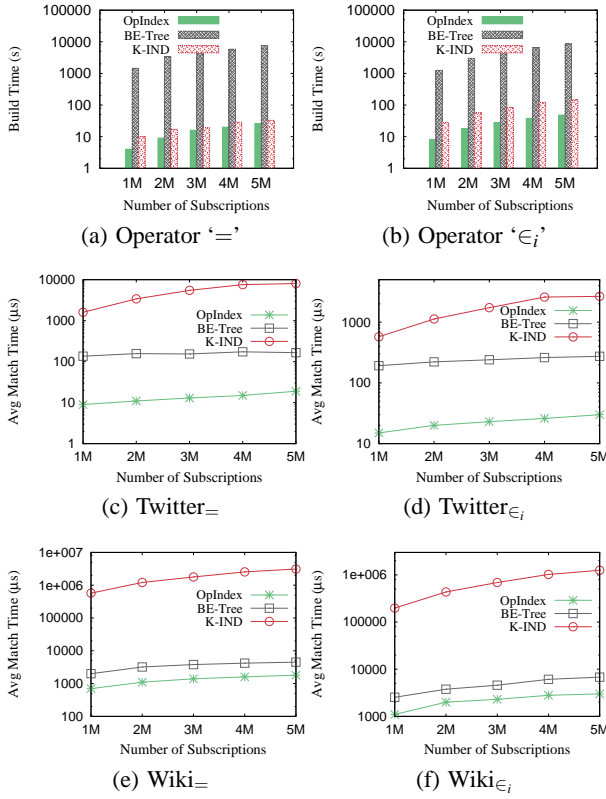 100000
10000
1000
100
10
1
Build Time (s)
OpIndex
BE-Tree
K-IND
1M 2M 3M 4M 5M
Number of Subscriptions
(a) Operator ‘=’
100000
10000
1000
100
10
1
Build Time (s)
OpIndex
BE-Tree
K-IND
1M 2M 3M 4M 5M
Number of Subscriptions
(b) Operator ‘∈i’
10000
1000
100
10
1
Avg Match Time (μs)
OpIndex
BE-Tree
K-IND
1M 2M 3M 4M 5M
Number of Subscriptions
(c) Twitter=
1000
100
10
Avg Match Time (μs)
OpIndex
BE-Tree
K-IND
1M 2M 3M 4M 5M
Number of Subscriptions
(d) Twitter∈i
1e+007
1e+006
100000
10000
1000
100
Avg Match Time (μs)
OpIndex
BE-Tree
K-IND
1M 2M 3M 4M 5M
Number of Subscriptions
(e) Wiki=
1e+006
100000
10000
1000
Avg Match Time (μs)
OpIndex
BE-Tree
K-IND
1M 2M 3M 4M 5M
Number of Subscriptions
(f) Wiki∈i